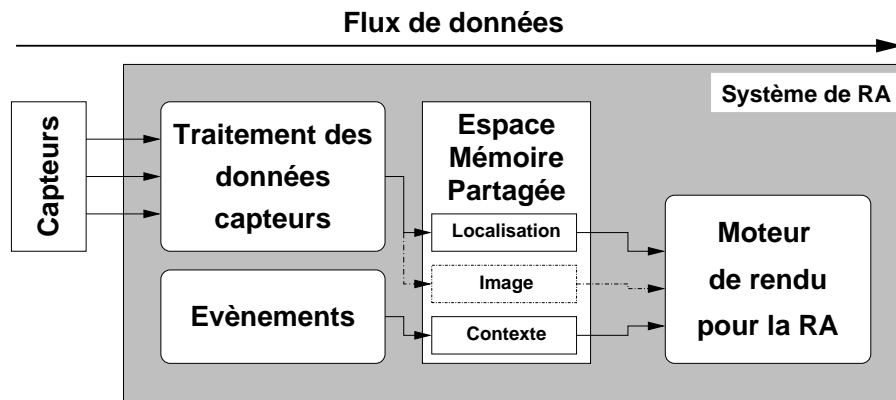 Flux de données
Système de RA
Capteurs
Traitement des
données
capteurs
Evènements
Espace
Mémoire
Partagée
Localisation
Image
Contexte
Moteur
de rendu
pour la RA